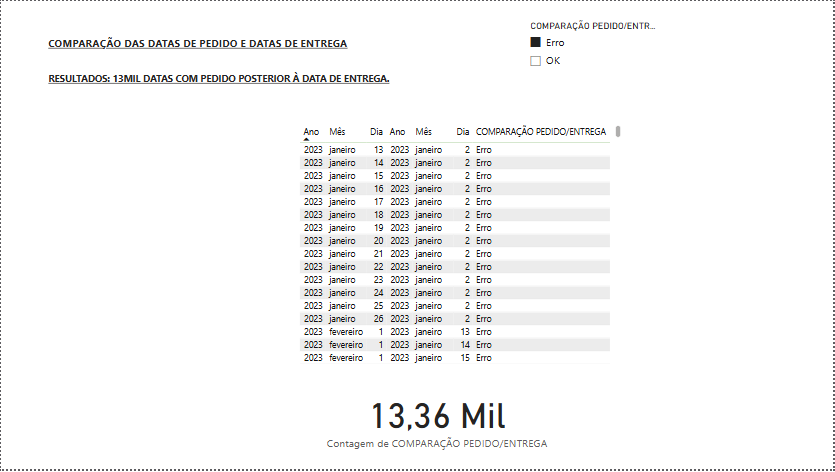 COMPARAÇÃO DAS DATAS DE PEDIDO E DATAS DE ENTREGA
COMPARAÇÃO PEDIDO/ENTR...
Erro
OK
RESULTADOS: 13MIL DATAS COM PEDIDO POSTERIOR À DATA DE ENTREGA.
Ano Mês Dia Ano Mês Dia COMPARAÇÃO PEDIDO/ENTREGA
2023 janeiro 13 2023 janeiro 2 Erro
2023 janeiro 14 2023 janeiro 2 Erro
2023 janeiro 15 2023 janeiro 2 Erro
2023 janeiro 16 2023 janeiro 2 Erro
2023 janeiro 17 2023 janeiro 2 Erro
2023 janeiro 18 2023 janeiro 2 Erro
2023 janeiro 19 2023 janeiro 2 Erro
2023 janeiro 20 2023 janeiro 2 Erro
2023 janeiro 21 2023 janeiro 2 Erro
2023 janeiro 22 2023 janeiro 2 Erro
2023 janeiro 23 2023 janeiro 2 Erro
2023 janeiro 24 2023 janeiro 2 Erro
2023 janeiro 25 2023 janeiro 2 Erro
2023 janeiro 26 2023 janeiro 2 Erro
2023 fevereiro 1 2023 janeiro 13 Erro
2023 fevereiro 1 2023 janeiro 14 Erro
2023 fevereiro 1 2023 janeiro 15 Erro
13,36 Mil
Contagem de COMPARAÇÃO PEDIDO/ENTREGA